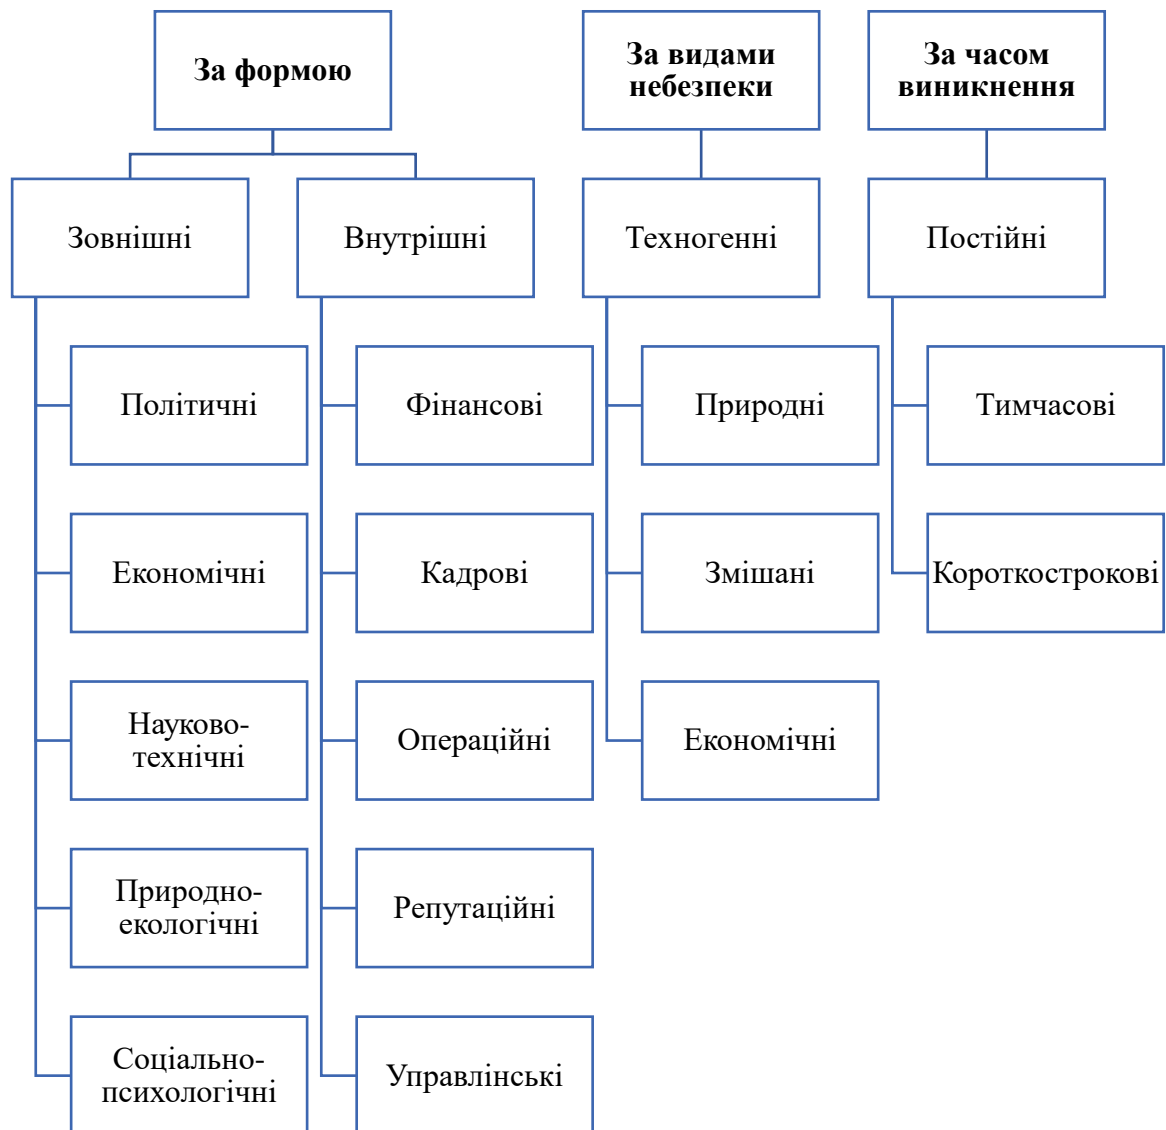 За формою
За видами
небезпеки
За часом
виникнення
Зовнішні
Внутрішні
Техногенні
Постійні
Політичні
Фінансові
Природні
Тимчасові
Економічні
Кадрові
Змішані
Короткострокові
Науково-
технічні
Операційні
Економічні
Природно-
екологічні
Репутаційні
Соціально-
психологічні
Управлінські